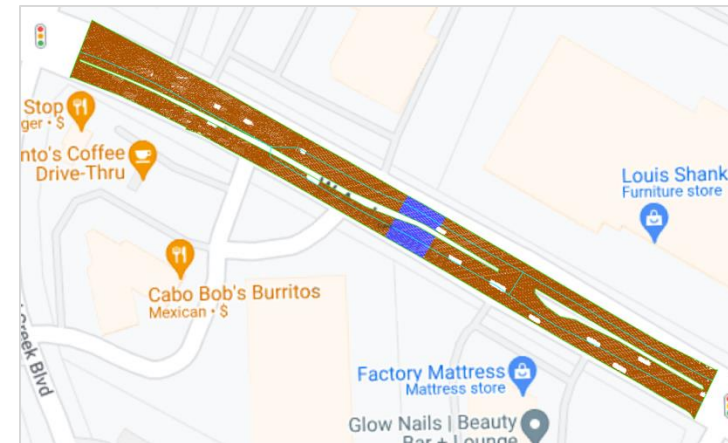 Stop
ger • $
nto's Coffee
Drive-Thru
Louis Shank
Furniture store
Cabo Bob's Burritos
Mexican • $
Creek Blvd
Factory Mattress
Mattress store
Glow Nails | Beauty
Bar + Lounge